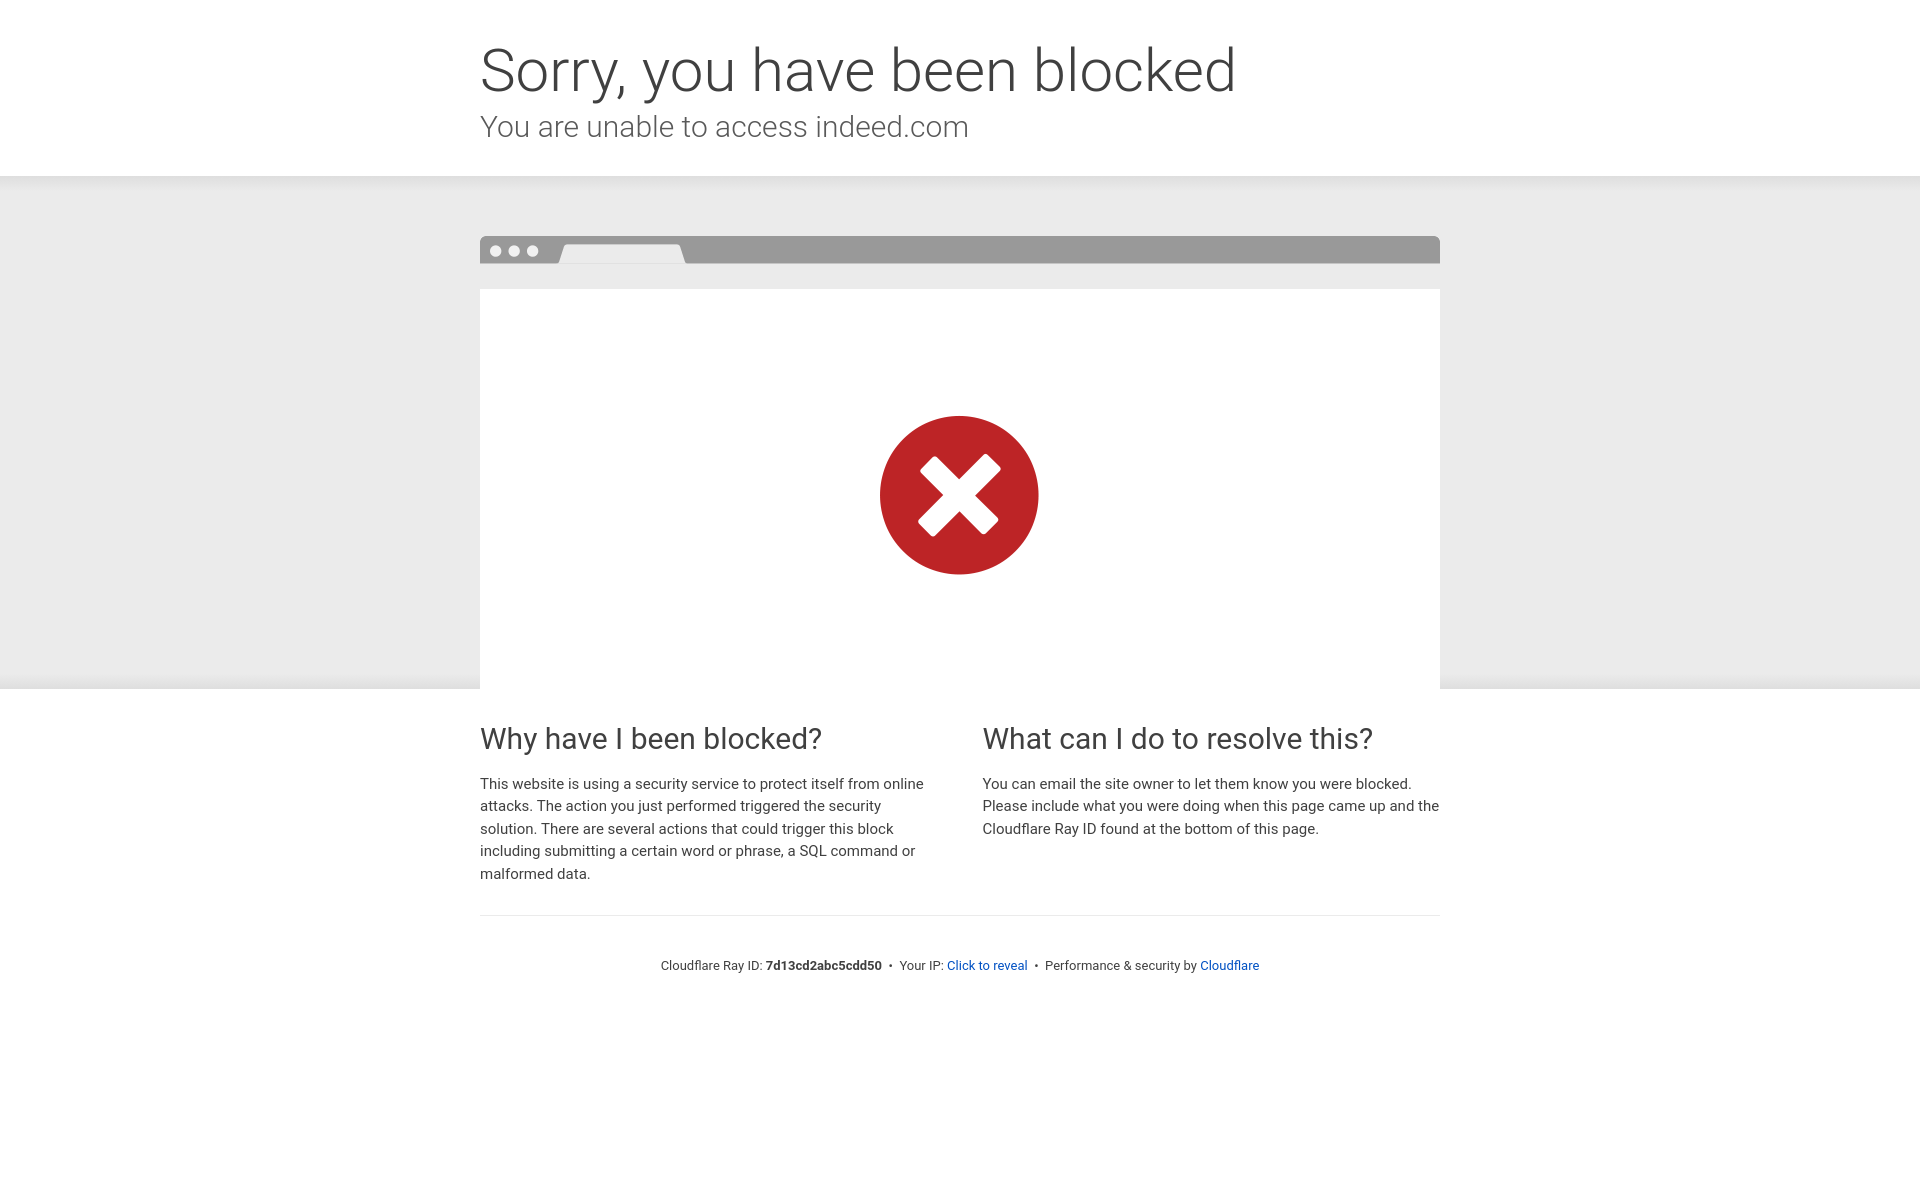 Sorry, you have been blocked
You are unable to access indeed.com
Why have I been blocked?
This website is using a security service to protect itself from online
attacks. The action you just performed triggered the security
solution. There are several actions that could trigger this block
including submitting a certain word or phrase, a SQL command or
malformed data.
What can I do to resolve this?
You can email the site owner to let them know you were blocked.
Please include what you were doing when this page came up and the
Cloudflare Ray ID found at the bottom of this page.
Cloudflare Ray ID: 7d13cd2abc5cdd50 • Your IP: Click to reveal • Performance & security by Cloudflare